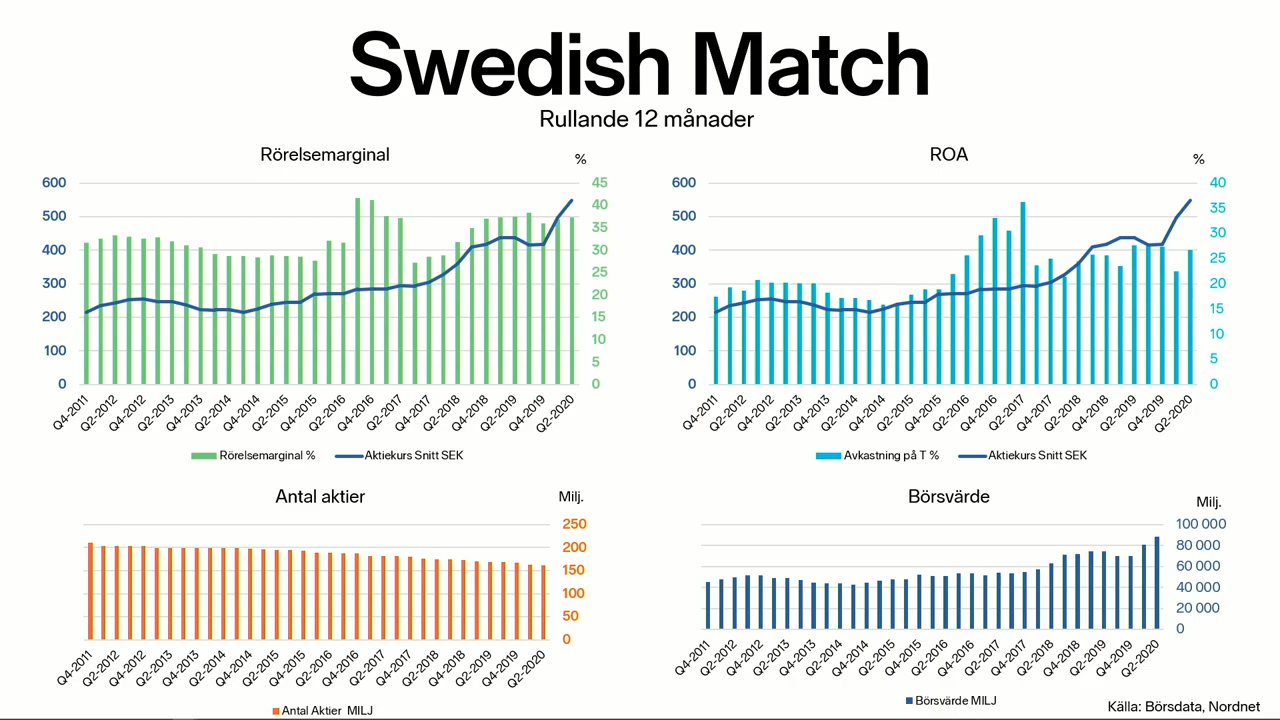 Swedish Match
Rullande 12 månader
Rörelsemarginal
%
600
500
400
300
200
100
0
45
40
35
30
25
20
15
10
5
0
Q4-2011
Q2-2012
Q4-2012
Q2-2013
Q4-2013
Q2-2014
Q4-2014
Q2-2015
Q4-2015
Q2-2016
Q4-2016
Q2-2017
Q4-2017
Q2-2018
Q4-2018
Q2-2019
Q4-2019
Q2-2020
Rörelsemarginal %
Aktiekurs Snitt SEK
ROA
%
600
500
400
300
200
100
0
40
35
30
25
20
15
10
5
0
Q4-2011
Q2-2012
Q4-2012
Q2-2013
Q4-2013
Q2-2014
Q4-2014
Q2-2015
Q4-2015
Q2-2016
Q4-2016
Q2-2017
Q4-2017
Q2-2018
Q4-2018
Q2-2019
Q4-2019
Q2-2020
Avkastning på T %
Aktiekurs Snitt SEK
Antal aktier
Milj.
250
200
150
100
50
0
Q4-2011
Q2-2012
Q4-2012
Q2-2013
Q4-2013
Q2-2014
Q4-2014
Q2-2015
Q4-2015
Q2-2016
Q4-2016
Q2-2017
Q4-2017
Q2-2018
Q4-2018
Q2-2019
Q4-2019
Q2-2020
Antal Aktier MILJ
Börsvärde
Milj.
100 000
80 000
60 000
40 000
20 000
0
Q4-2011
Q2-2012
Q4-2012
Q2-2013
Q4-2013
Q2-2014
Q4-2014
Q2-2015
Q4-2015
Q2-2016
Q4-2016
Q2-2017
Q4-2017
Q2-2018
Q4-2018
Q2-2019
Q4-2019
Q2-2020
Börsvärde MILJ
Källa: Börsdata, Nordnet